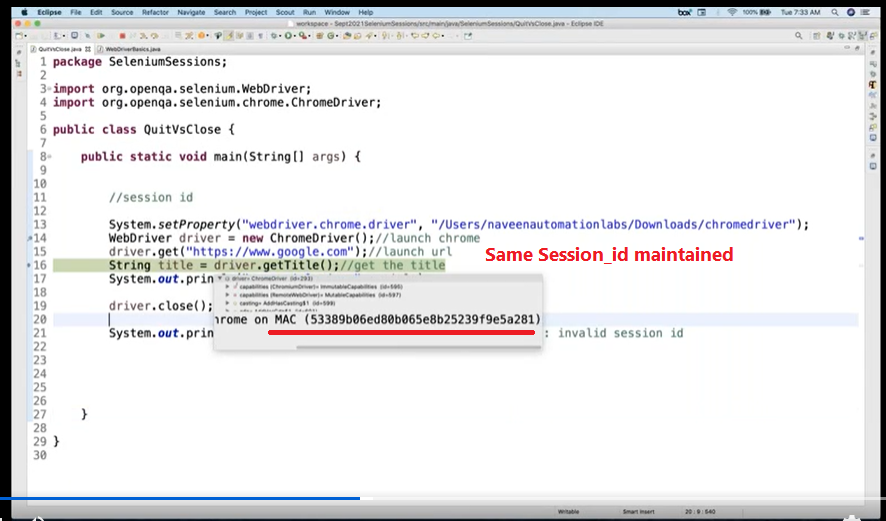 Eclipse File Edit Source Refactor Navigate Search Project Scout Run Window Help box 100% Tue 7:33 AM
workspace - Sept2021SeleniumSessions/src/main/java/SeleniumSessions/QuitVsClose.java - Eclipse IDE
QuitVsClose.java WebDriverBasics.java
1 package SeleniumSessions;
2
3 import org.openqa.selenium.WebDriver;
4 import org.openqa.selenium.chrome.ChromeDriver;
5
6 public class QuitVsClose {
7
8 public static void main(String[] args) {
9
10
11 //session id
12
13 System.setProperty("webdriver.chrome.driver", "/Users/naveenautomationlabs/Downloads/chromedriver");
14 WebDriver driver = new ChromeDriver();//launch chrome
15 driver.get("https://www.google.com");//launch url
Same Session_id maintained
16 String title = driver.getTitle();//get the title
17 System.out.prin
driver= ChromeDriver (id=293)
capabilities (ChromiumDriver)= ImmutableCapabilities
capabilities (RemoteWebDriver)= MutableCapabilities (id=597)
18
casting= AddHasCasting$1 (id=599)
19 driver.close();
20 hrome on MAC (53389b06ed80b065e8b25239f9e5a281)
21 System.out.prin : invalid session id
22
23
24
25
26
27 }
28
29 }
30
Writable Smart Insert 20 : 9 : 540